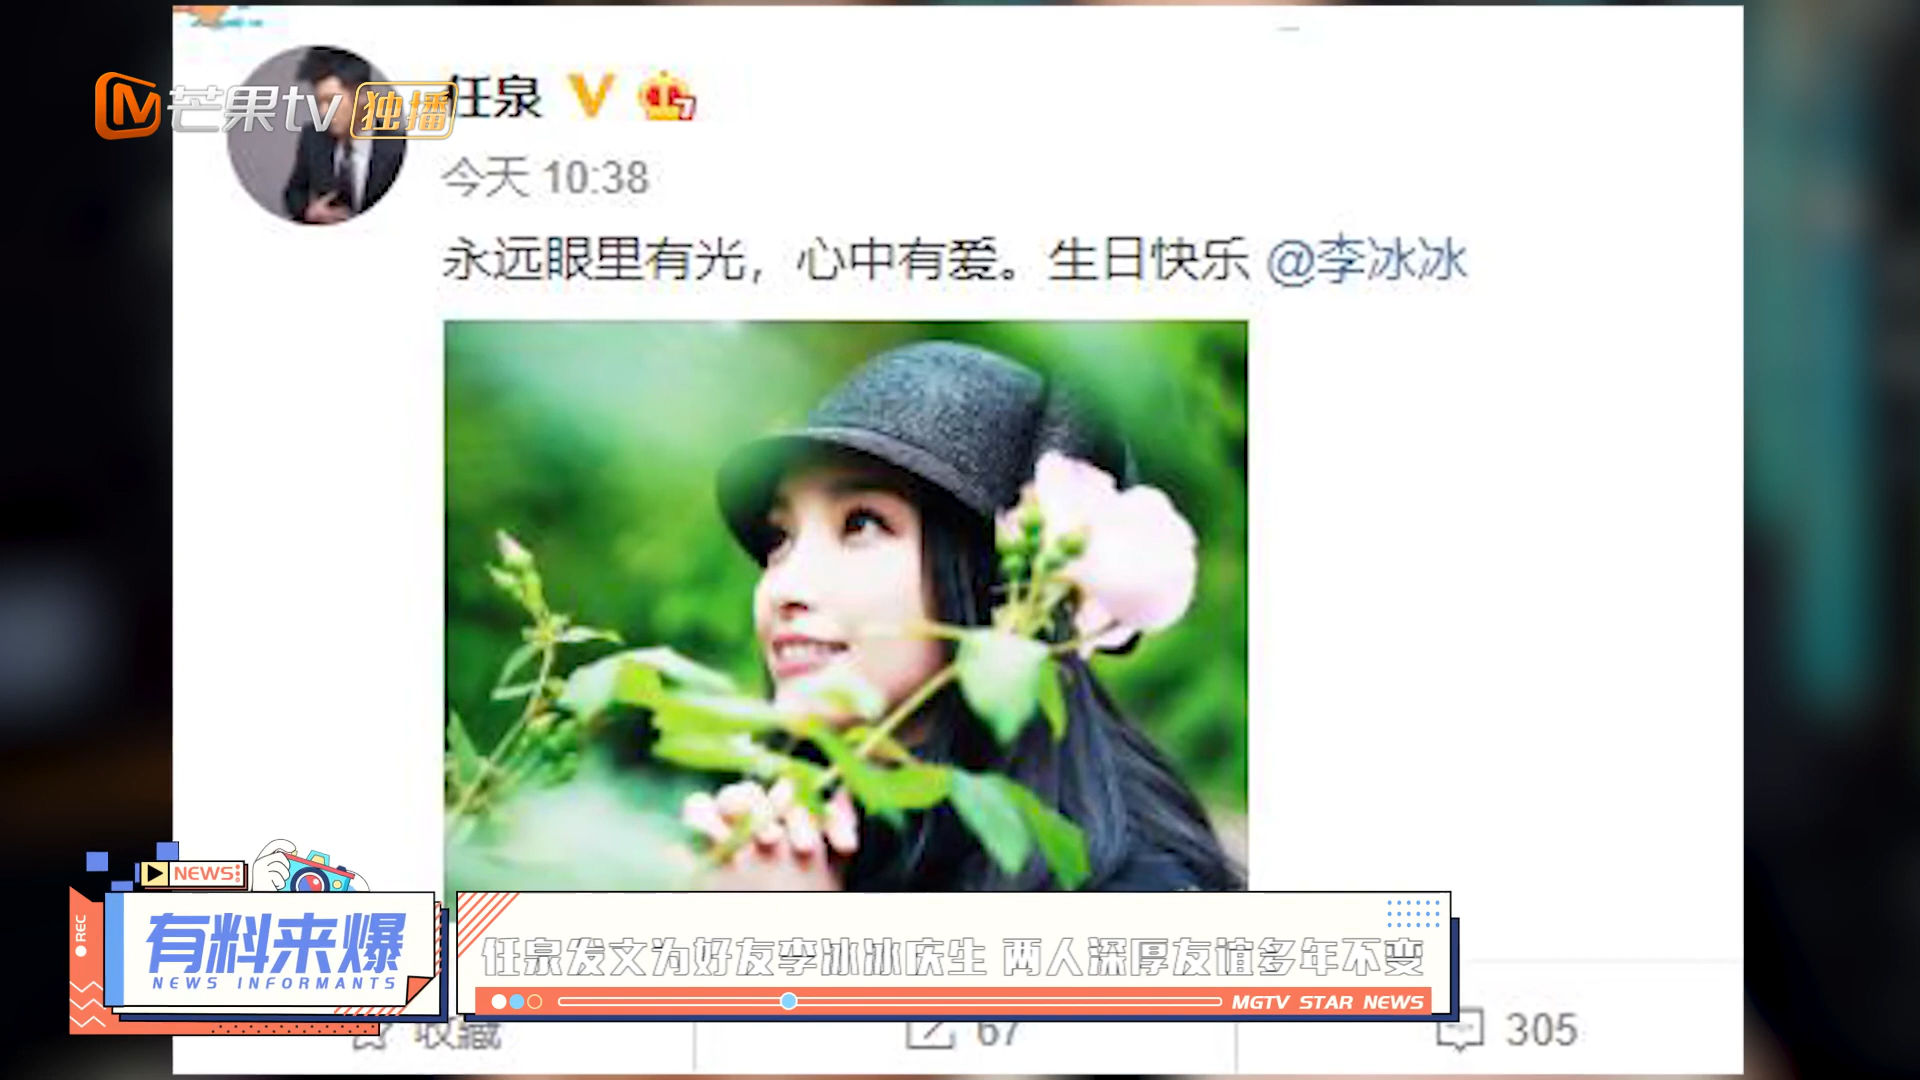 芒果tv 独播
任泉
今天 10:38
永远眼里有光，心中有爱。生日快乐 @李冰冰
NEWS
REC
有料来爆
NEWS INFORMANTS
任泉发文为好友李冰冰庆生 两人深厚友谊多年不变
MGTV STAR NEWS
收藏
67
305